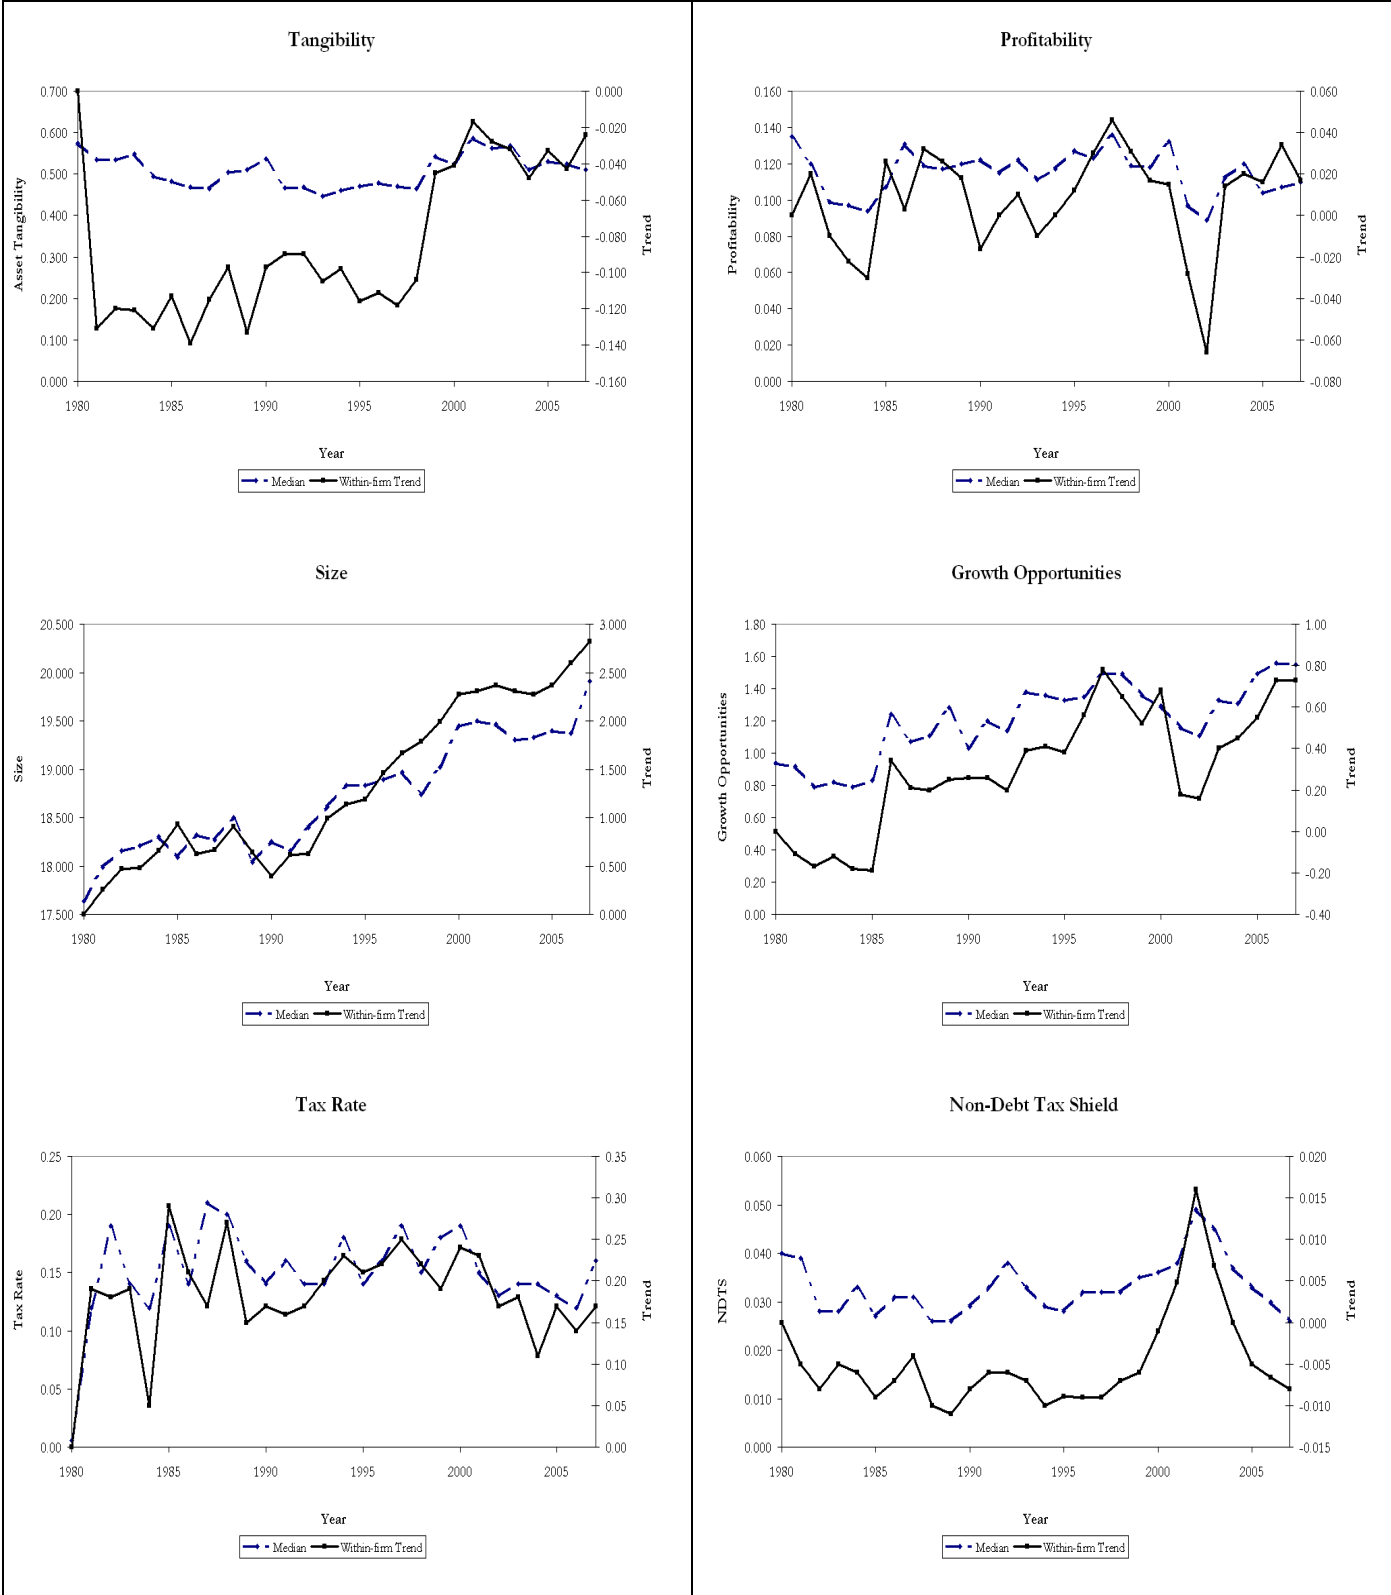 Tangibility
0.700
0.600
0.500
0.400
0.300
0.200
0.100
0.000
Asset Tangibility
0.000
-0.020
-0.040
-0.060
-0.080
-0.100
-0.120
-0.140
-0.160
Trend
1980 1985 1990 1995 2000 2005
Year
Median Within-firm Trend
Profitability
0.160
0.140
0.120
0.100
0.080
0.060
0.040
0.020
0.000
Profitability
0.060
0.040
0.020
0.000
-0.020
-0.040
-0.060
-0.080
Trend
1980 1985 1990 1995 2000 2005
Year
Median Within-firm Trend
Size
20.500
20.000
19.500
19.000
18.500
18.000
17.500
Size
3.000
2.500
2.000
1.500
1.000
0.500
0.000
Trend
1980 1985 1990 1995 2000 2005
Year
Median Within-firm Trend
Growth Opportunities
1.80
1.60
1.40
1.20
1.00
0.80
0.60
0.40
0.20
0.00
Growth Opportunities
1.00
0.80
0.60
0.40
0.20
0.00
-0.20
-0.40
Trend
1980 1985 1990 1995 2000 2005
Year
Median Within-firm Trend
Tax Rate
0.25
0.20
0.15
0.10
0.05
0.00
Tax Rate
0.35
0.30
0.25
0.20
0.15
0.10
0.05
0.00
Trend
1980 1985 1990 1995 2000 2005
Year
Median Within-firm Trend
Non-Debt Tax Shield
0.060
0.050
0.040
0.030
0.020
0.010
0.000
NDTS
0.020
0.015
0.010
0.005
0.000
-0.005
-0.010
-0.015
Trend
1980 1985 1990 1995 2000 2005
Year
Median Within-firm Trend